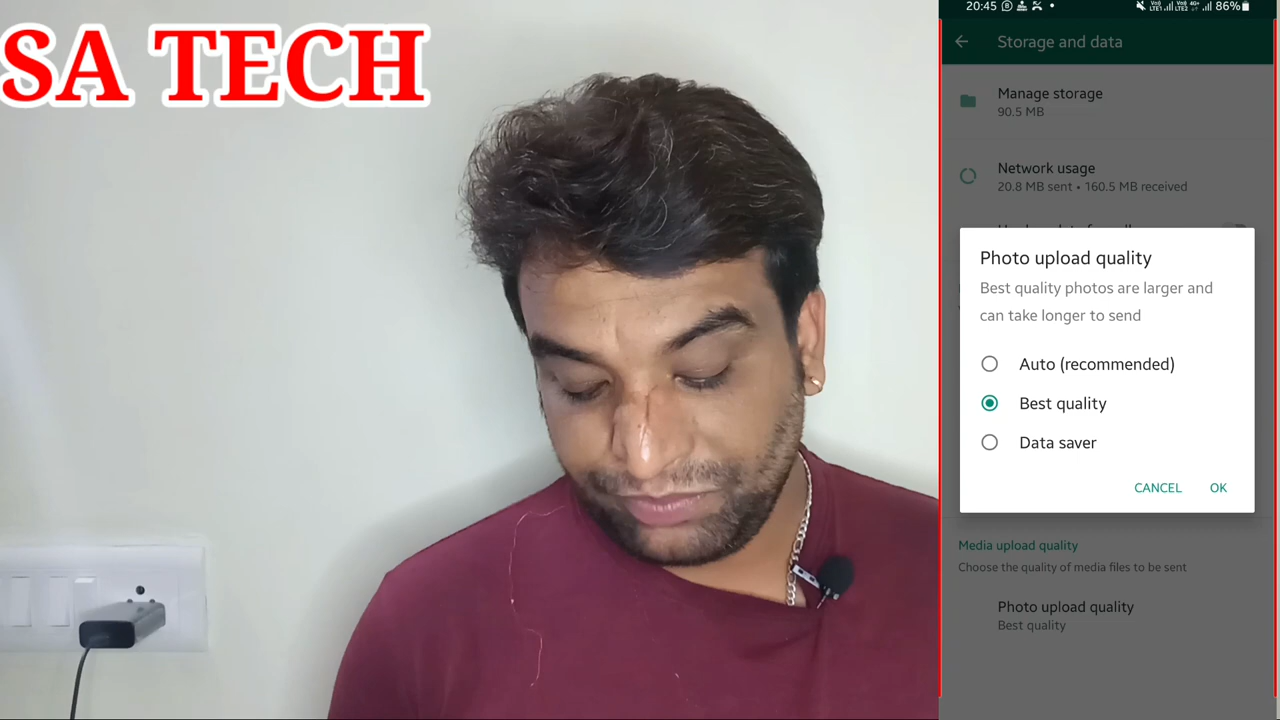 SA TECH
20:45
86%
Storage and data
Manage storage
90.5 MB
Network usage
20.8 MB sent • 160.5 MB received
Photo upload quality
Best quality photos are larger and
can take longer to send
Auto (recommended)
Best quality
Data saver
CANCEL
OK
Media upload quality
Choose the quality of media files to be sent
Photo upload quality
Best quality